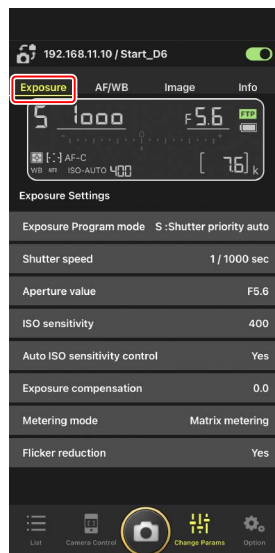 192.168.11.10 / Start_D6
Exposure AF/WB Image Info
S 1000 F5.6 FTP
AF-C
WB ISO-AUTO 400 [ 7.6] k
Exposure Settings
Exposure Program mode S :Shutter priority auto
Shutter speed 1 / 1000 sec
Aperture value F5.6
ISO sensitivity 400
Auto ISO sensitivity control Yes
Exposure compensation 0.0
Metering mode Matrix metering
Flicker reduction Yes
List Camera Control Change Params Option